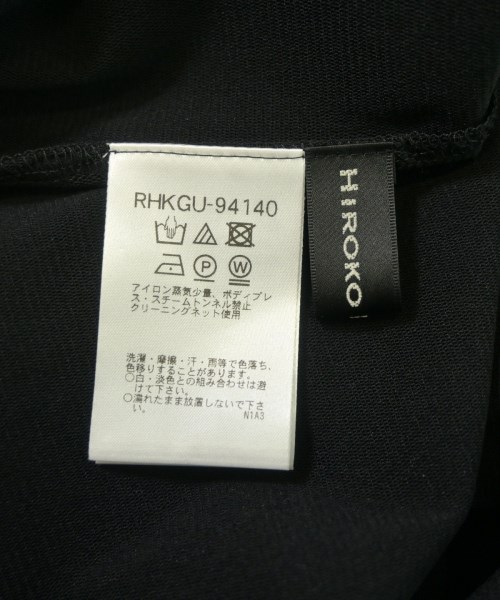 RHKGU-94140
P W
アイロン蒸気少量、ボディプレ
ス・スチームトンネル禁止
クリーニングネット使用
洗濯・摩擦・汗・雨等で色落ち、
色移りすることがあります。
○白・淡色との組み合わせは避
けて下さい。
○濡れたまま放置しないで下さ
い。
N1A3
HIROKO